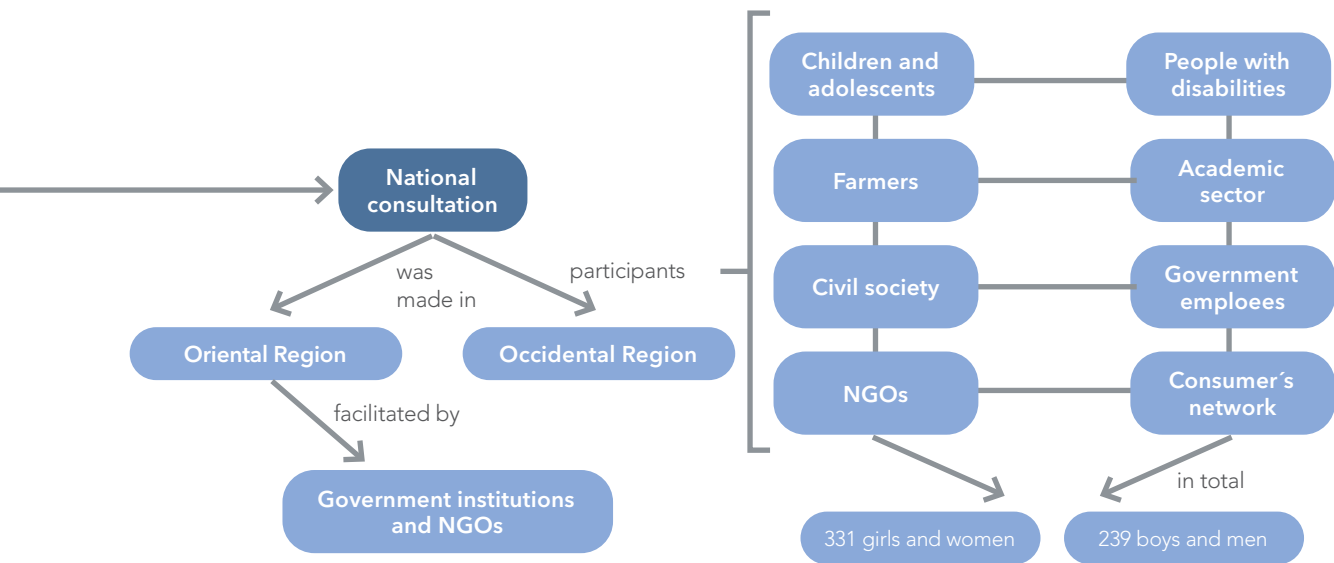 National
consultation
was
made in
participants
Oriental Region
Occidental Region
facilitated by
Government institutions
and NGOs
Children and
adolescents
People with
disabilities
Farmers
Academic
sector
Civil society
Government
emploees
NGOs
Consumer´s
network
in total
331 girls and women
239 boys and men